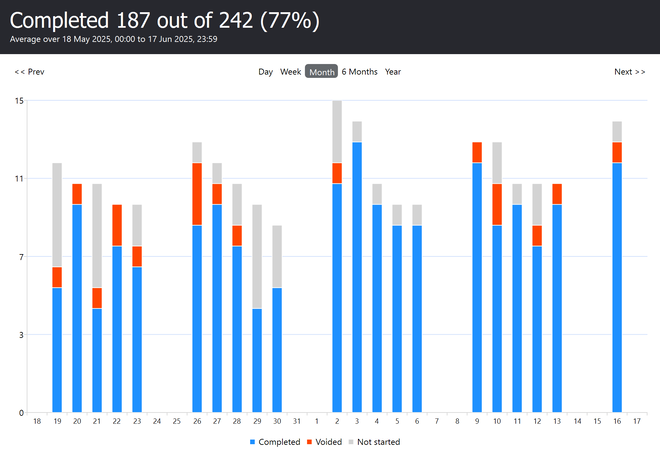 Completed 187 out of 242 (77%)
Average over 18 May 2025, 00:00 to 17 Jun 2025, 23:59
<< Prev Day Week Month 6 Months Year Next >>
15
11
7
3
0
18 19 20 21 22 23 24 25 26 27 28 29 30 31 1 2 3 4 5 6 7 8 9 10 11 12 13 14 15 16 17
Completed Voided Not started